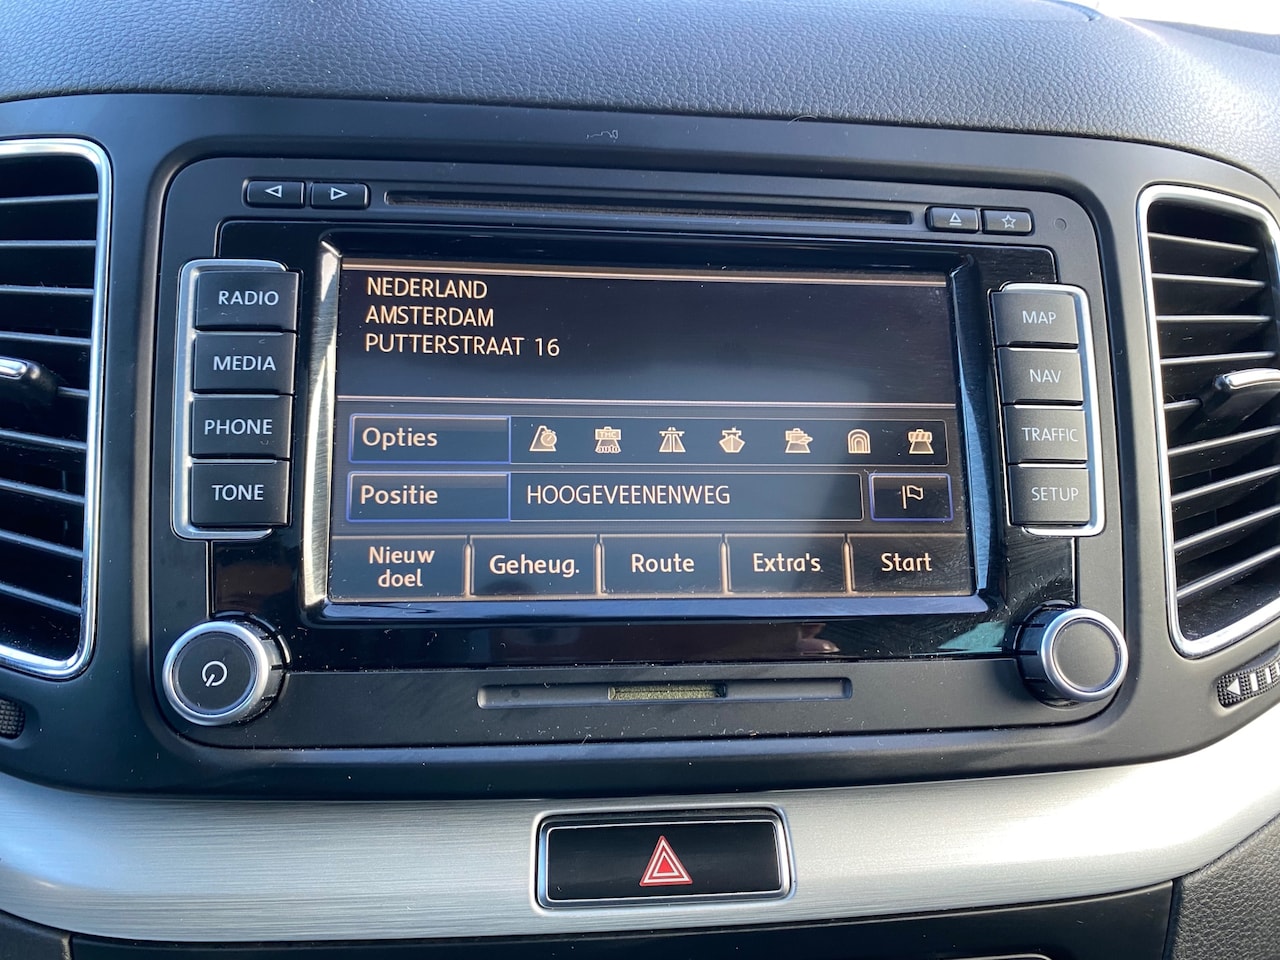 RADIO
MEDIA
PHONE
TONE
NEDERLAND
AMSTERDAM
PUTTERSTRAAT 16
Opties
Positie
HOOGEVEENENWEG
Nieuw
doel
Geheug.
Route
Extra's
Start
MAP
NAV
TRAFFIC
SETUP